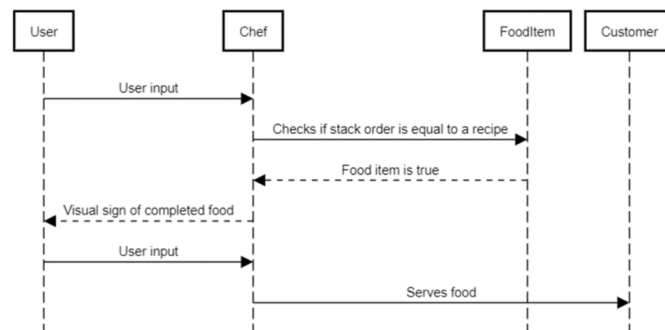 User
Chef
FoodItem
Customer
User input
Checks if stack order is equal to a recipe
Food item is true
Visual sign of completed food
User input
Serves food